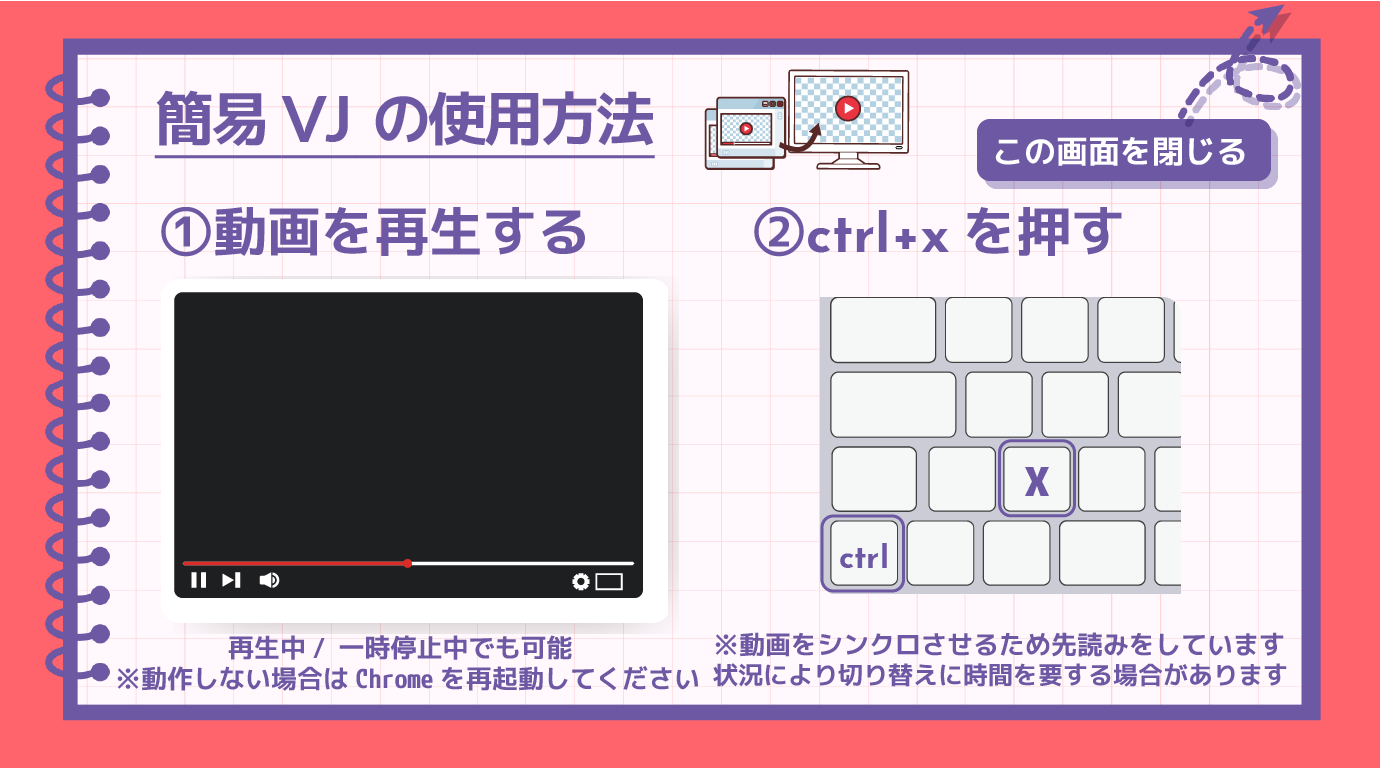 簡易 VJ の使用方法
この画面を閉じる
①動画を再生する
②ctrl+x を押す
X
ctrl
再生中 / 一時停止中でも可能
※動作しない場合は Chrome を再起動してください
※動画をシンクロさせるため先読みをしています
状況により切り替えに時間を要する場合があります